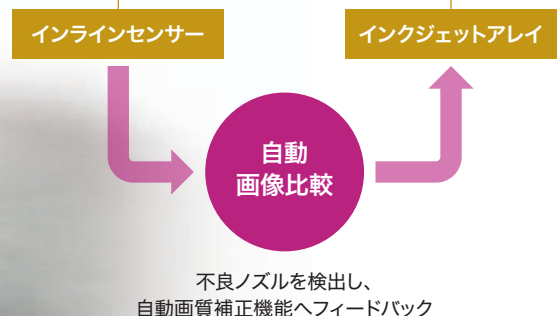 インラインセンサー
インクジェットアレイ
自動
画像比較
不良ノズルを検出し、
自動画質補正機能へフィードバック